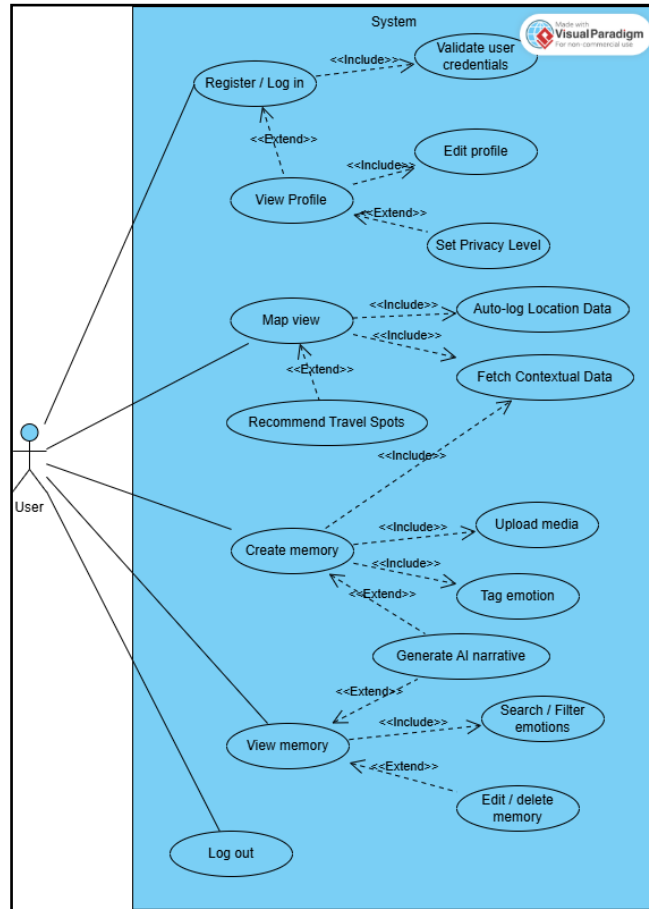 System
Made with
VisualParadigm
For non-commercial use
Register / Log in
<<Include>>
Validate user
credentials
<<Extend>>
View Profile
<<Include>>
Edit profile
<<Extend>>
Set Privacy Level
Map view
<<Include>>
Auto-log Location Data
<<Include>>
Fetch Contextual Data
<<Extend>>
Recommend Travel Spots
User
<<Include>>
Create memory
<<Include>>
Upload media
<<Include>>
Tag emotion
<<Extend>>
Generate AI narrative
<<Extend>>
View memory
<<Include>>
Search / Filter
emotions
<<Extend>>
Edit / delete
memory
Log out